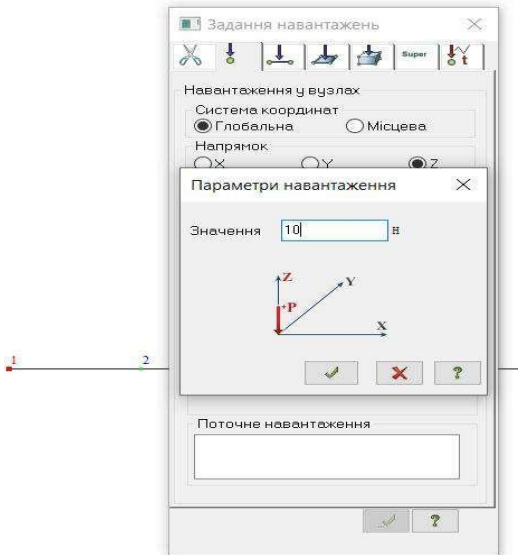 Задання навантажень
Super
t
Навантаження у вузлах
Система координат
Глобальна Місцева
Напрямок
X Y Z
Параметри навантаження
Значення 10 н
Z
Y
+P
X
1 2
?
Поточне навантаження
?